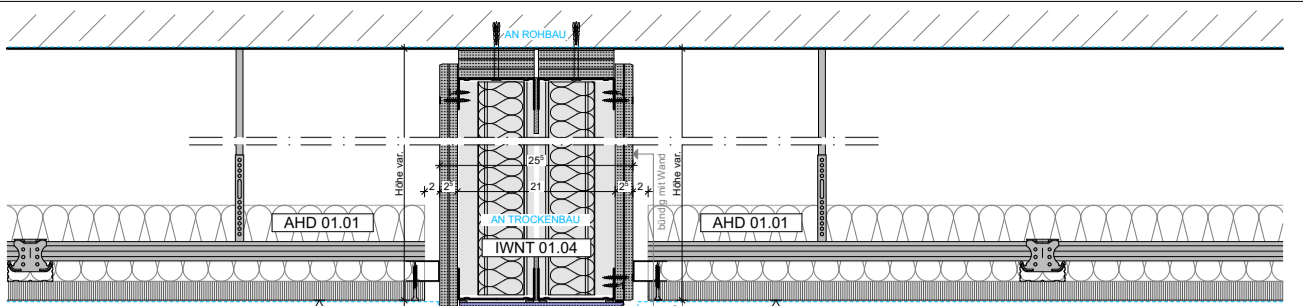 AN ROHBAU
Höhe var.
Höhe var.
bündig mit Wand
25⁵
2 2⁵ 21 2⁵ 2
AHD 01.01
AN TROCKENBAU
AHD 01.01
IWNT 01.04